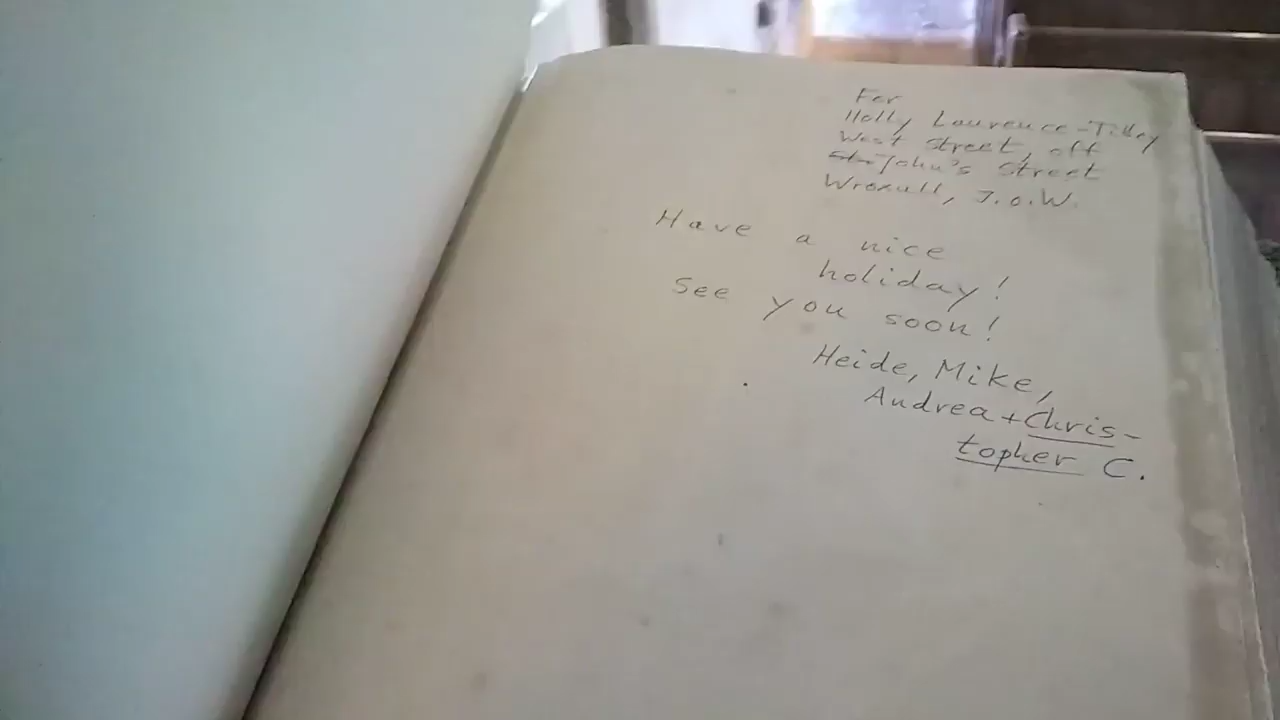 For
Holly Laurence-Tilley
West Street, off
St. John's Street
Wroxall, I.O.W.
Have a nice
holiday!
See you soon!
Heide, Mike,
Andrea + Chris-
topher C.